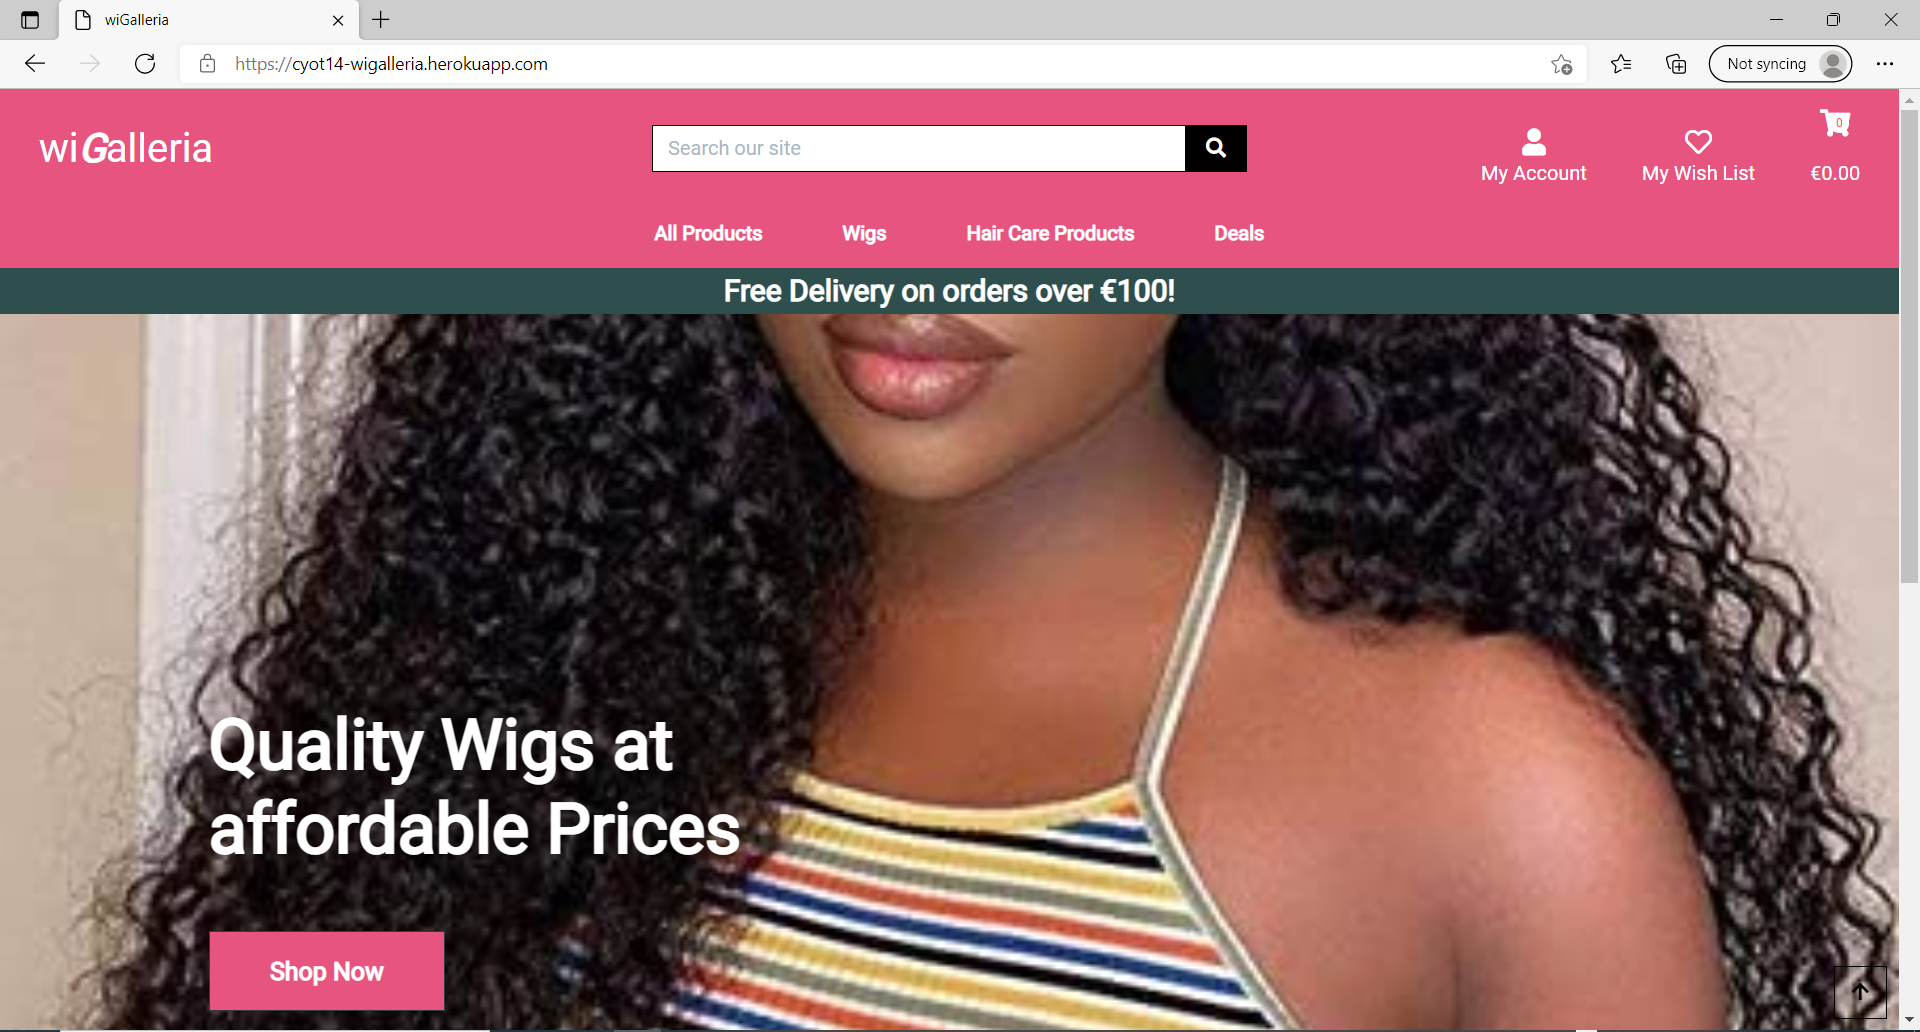 wiGalleria
https://cyot14-wigalleria.herokuapp.com
Not syncing
wiGalleria
Search our site
My Account
My Wish List
0
€0.00
All Products
Wigs
Hair Care Products
Deals
Free Delivery on orders over €100!
Quality Wigs at
affordable Prices
Shop Now